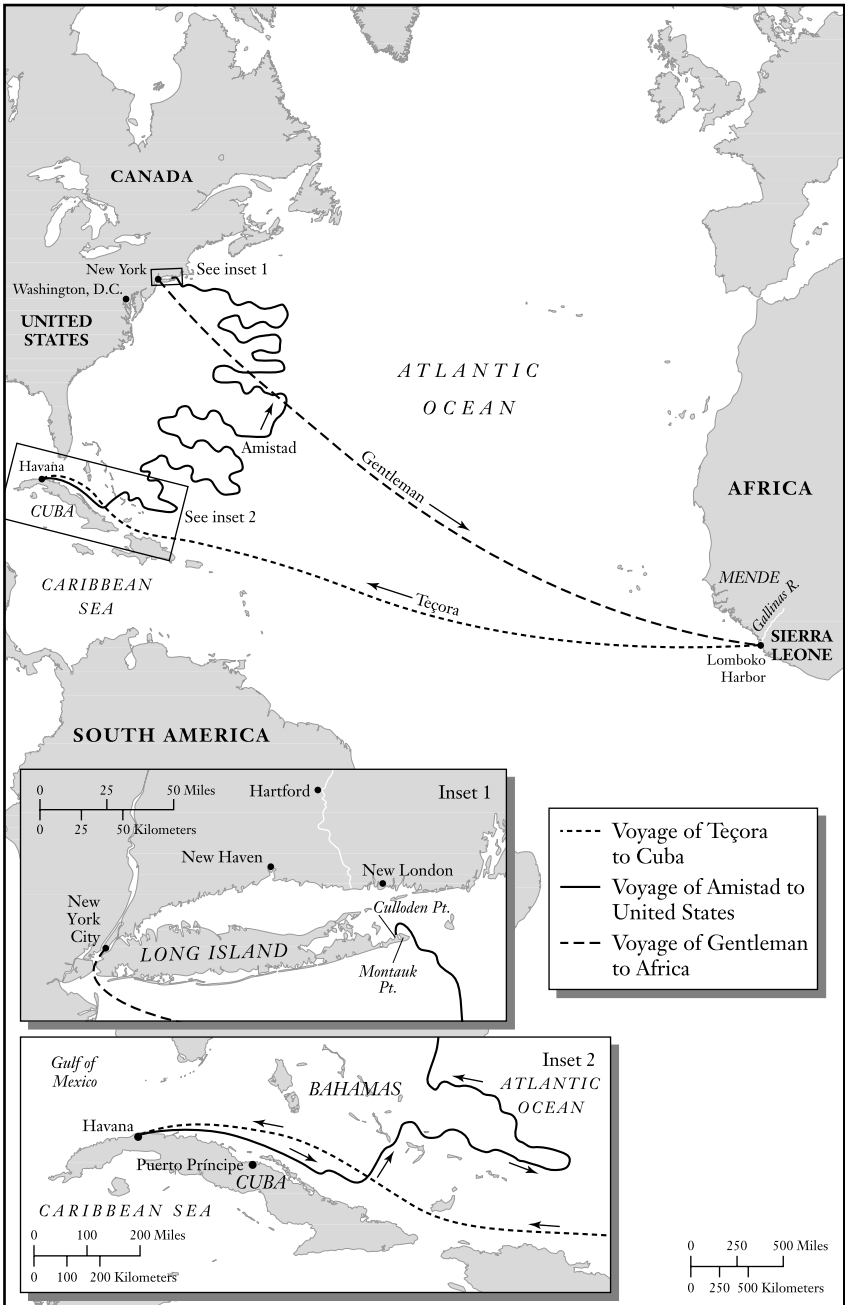 CANADA
New York
See inset 1
Washington, D.C.
UNITED
STATES
ATLANTIC
OCEAN
Amistad
Gentleman
Havana
CUBA
See inset 2
AFRICA
CARIBBEAN
SEA
Teçora
MENDE
Gallinas R.
SIERRA
LEONE
Lomboko
Harbor
SOUTH AMERICA
0 25 50 Miles
0 25 50 Kilometers
Hartford
Inset 1
New Haven
New London
New
York
City
Culloden Pt.
LONG ISLAND
Montauk
Pt.
Voyage of Teçora
to Cuba
Voyage of Amistad to
United States
Voyage of Gentleman
to Africa
Gulf of
Mexico
Inset 2
BAHAMAS
ATLANTIC
OCEAN
Havana
Puerto Príncipe
CUBA
CARIBBEAN SEA
0 100 200 Miles
0 100 200 Kilometers
0 250 500 Miles
0 250 500 Kilometers